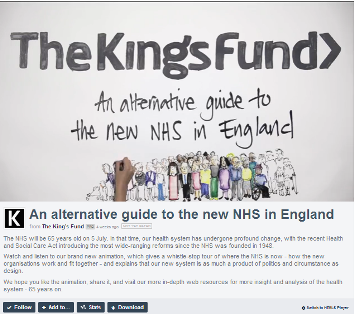 TheKingsFund>
An alternative guide to
the new NHS in England
K
An alternative guide to the new NHS in England
from The King's Fund
The NHS will be 65 years old on 5 July. In that time, our health system has undergone profound change, with the recent Health
and Social Care Act introducing the most wide-ranging reforms since the NHS was founded in 1948.
Watch and listen to our brand new animation, which gives a whistle-stop tour of where the NHS is now - how the new
organisations work and fit together - and explains that our new system is as much a product of politics and circumstance as
design.
We hope you like the animation, share it, and visit our more in-depth web resources for more insight and analysis of the health
system - 65 years on.
Follow
Add to...
Stats
Download
Switch to HTML5 Player